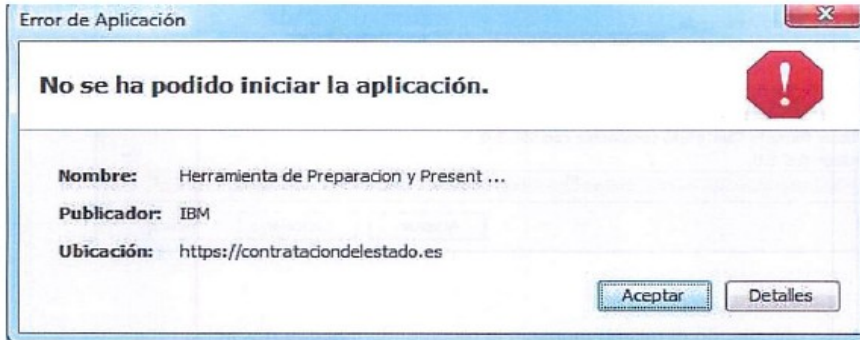 Error de Aplicación
No se ha podido iniciar la aplicación.
Nombre: Herramienta de Preparacion y Present ...
Publicador: IBM
Ubicación: https://contrataciondelestado.es
Aceptar Detalles